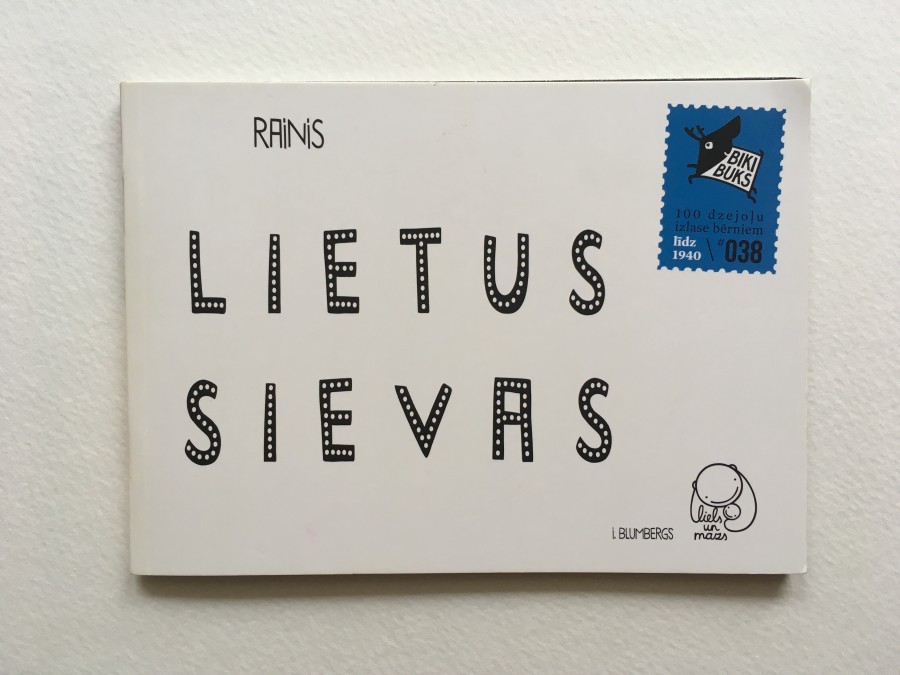 RAiNiS
BIKI
BUKS
100 dzejoļu
izlase bērniem
līdz
1940 \ #038
LIETUS
SIEVAS
I. BLUMBERGS
liels
un
mazs